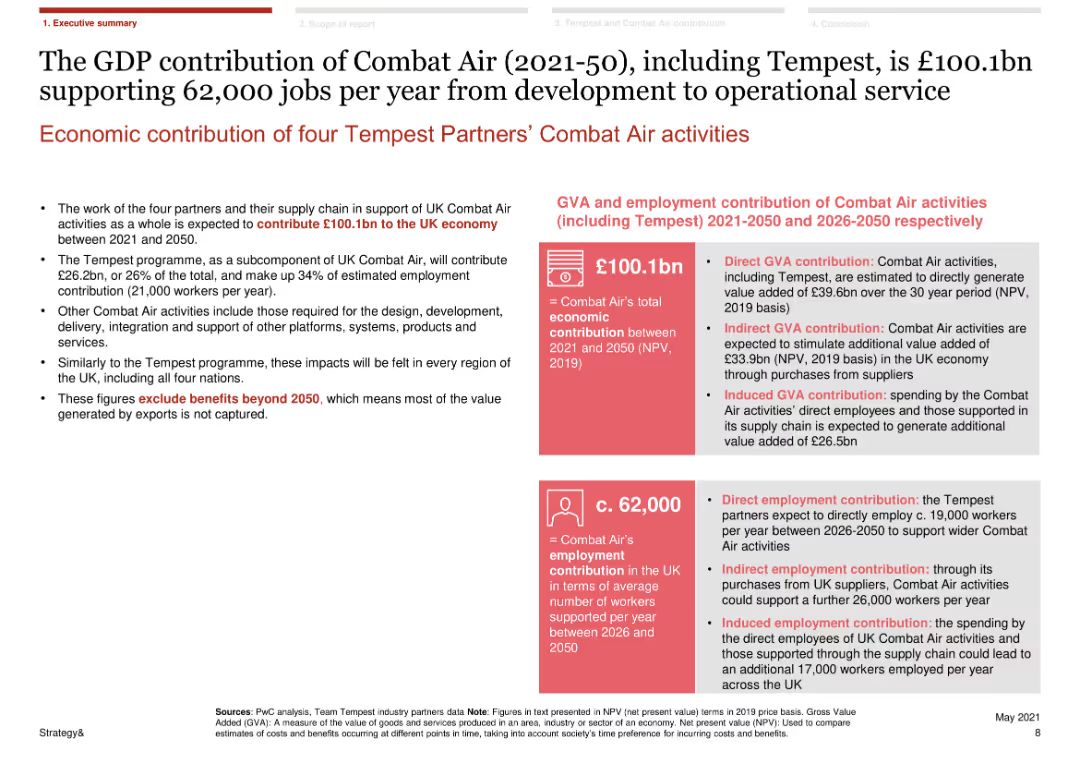 1. Executive summary
2. Scope of report
3. Tempest and Combat Air contribution
4. Conclusion
The GDP contribution of Combat Air (2021-50), including Tempest, is £100.1bn
supporting 62,000 jobs per year from development to operational service
Economic contribution of four Tempest Partners’ Combat Air activities
• The work of the four partners and their supply chain in support of UK Combat Air
activities as a whole is expected to contribute £100.1bn to the UK economy
between 2021 and 2050.
• The Tempest programme, as a subcomponent of UK Combat Air, will contribute
£26.2bn, or 26% of the total, and make up 34% of estimated employment
contribution (21,000 workers per year).
• Other Combat Air activities include those required for the design, development,
delivery, integration and support of other platforms, systems, products and
services.
• Similarly to the Tempest programme, these impacts will be felt in every region of
the UK, including all four nations.
• These figures exclude benefits beyond 2050, which means most of the value
generated by exports is not captured.
GVA and employment contribution of Combat Air activities
(including Tempest) 2021-2050 and 2026-2050 respectively
£100.1bn
= Combat Air’s total
economic
contribution between
2021 and 2050 (NPV,
2019)
• Direct GVA contribution: Combat Air activities,
including Tempest, are estimated to directly generate
value added of £39.6bn over the 30 year period (NPV,
2019 basis)
• Indirect GVA contribution: Combat Air activities are
expected to stimulate additional value added of
£33.9bn (NPV, 2019 basis) in the UK economy
through purchases from suppliers
• Induced GVA contribution: spending by the Combat
Air activities’ direct employees and those supported in
its supply chain is expected to generate additional
value added of £26.5bn
c. 62,000
= Combat Air’s
employment
contribution in the UK
in terms of average
number of workers
supported per year
between 2026 and
2050
• Direct employment contribution: the Tempest
partners expect to directly employ c. 19,000 workers
per year between 2026-2050 to support wider Combat
Air activities
• Indirect employment contribution: through its
purchases from UK suppliers, Combat Air activities
could support a further 26,000 workers per year
• Induced employment contribution: the spending by
the direct employees of UK Combat Air activities and
those supported through the supply chain could lead to
an additional 17,000 workers employed per year
across the UK
Sources: PwC analysis, Team Tempest industry partners data Note: Figures in text presented in NPV (net present value) terms in 2019 price basis. Gross Value
Added (GVA): A measure of the value of goods and services produced in an area, industry or sector of an economy. Net present value (NPV): Used to compare
estimates of costs and benefits occurring at different points in time, taking into account society’s time preference for incurring costs and benefits.
Strategy&
May 2021
8